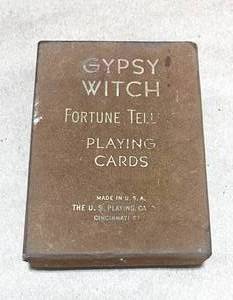 GYPSY
WITCH
FORTUNE TELL
PLAYING
CARDS
MADE IN U.S.A.
THE U.S. PLAYING CA
CINCINNATI